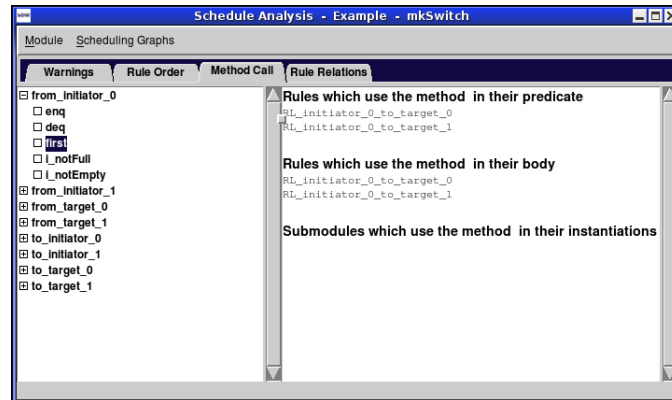 Schedule Analysis - Example - mkSwitch
Module Scheduling Graphs
Warnings Rule Order Method Call Rule Relations
from_initiator_0
enq
deq
first
i_notFull
i_notEmpty
from_initiator_1
from_target_0
from_target_1
to_initiator_0
to_initiator_1
to_target_0
to_target_1
Rules which use the method in their predicate
RL_initiator_0_to_target_0
RL_initiator_0_to_target_1
Rules which use the method in their body
RL_initiator_0_to_target_0
RL_initiator_0_to_target_1
Submodules which use the method in their instantiations